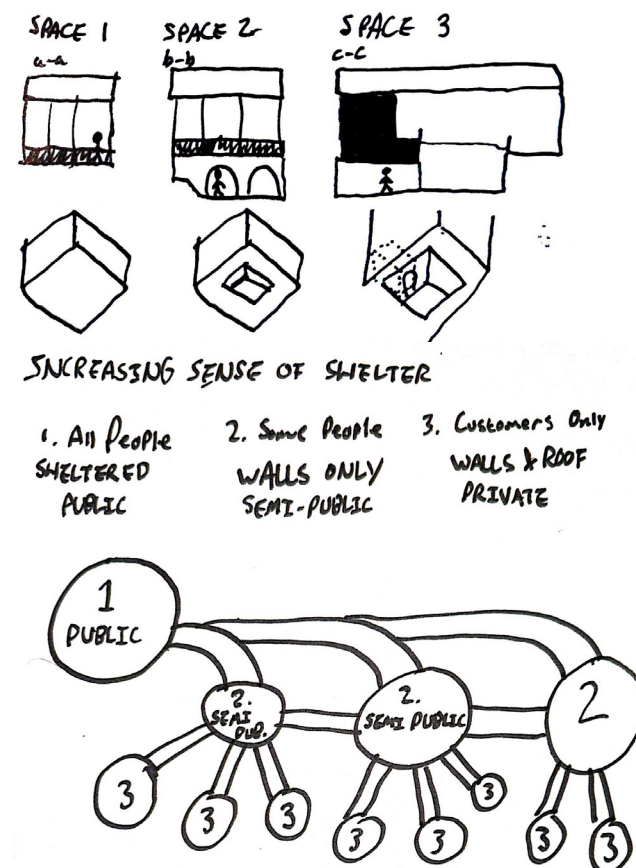 SPACE 1
a-a
SPACE 2
b-b
SPACE 3
c-c
INCREASING SENSE OF SHELTER
1. All People
SHELTERED
PUBLIC
2. Some People
WALLS ONLY
SEMI-PUBLIC
3. Customers Only
WALLS & ROOF
PRIVATE
1
PUBLIC
2.
SEMI
PUB.
2.
SEMI PUBLIC
2
3
3
3
3
3
3
3
3